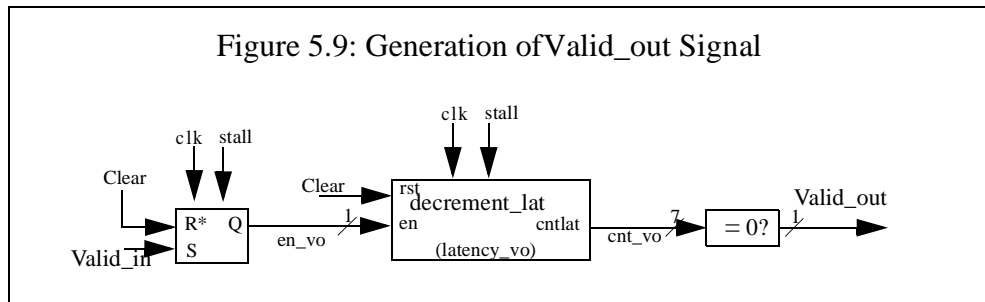 Figure 5.9: Generation ofValid_out Signal
clk stall
clk stall
Clear
Clear
Valid_out
rst
decrement_lat
R* Q
1
en
cntlat
7
= 0?
1
S
en_vo
cnt_vo
(latency_vo)
Valid_in